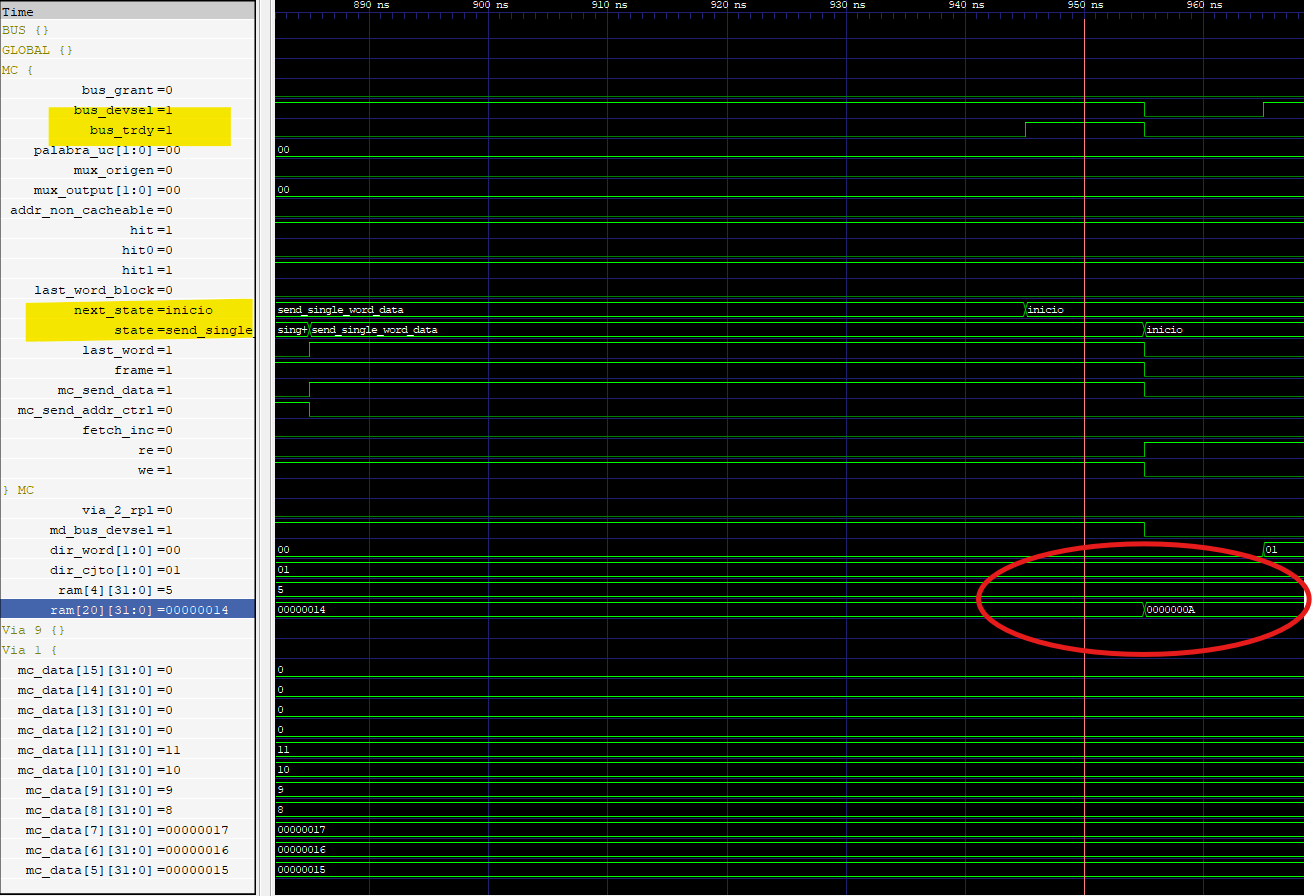 Time 890 ns 900 ns 910 ns 920 ns 930 ns 940 ns 950 ns 960 ns
BUS {}
GLOBAL {}
MC {
bus_grant=0
bus_devsel=1
bus_trdy=1
palabra_uc[1:0]=00 00
mux_origen=0
mux_output[1:0]=00 00
addr_non_cacheable=0
hit=1
hit0=0
hit1=1
last_word_block=0
next_state=inicio send_single_word_data inicio
state=send_single_ sing+ send_single_word_data inicio
last_word=1
frame=1
mc_send_data=1
mc_send_addr_ctrl=0
fetch_inc=0
re=0
we=1
} MC
via_2_rpl=0
md_bus_devsel=1
dir_word[1:0]=00 00 01
dir_cjto[1:0]=01 01
ram[4][31:0]=5 5
ram[20][31:0]=00000014 00000014 0000000A
Via 9 {}
Via 1 {
mc_data[15][31:0]=0 0
mc_data[14][31:0]=0 0
mc_data[13][31:0]=0 0
mc_data[12][31:0]=0 0
mc_data[11][31:0]=11 11
mc_data[10][31:0]=10 10
mc_data[9][31:0]=9 9
mc_data[8][31:0]=8 8
mc_data[7][31:0]=00000017 00000017
mc_data[6][31:0]=00000016 00000016
mc_data[5][31:0]=00000015 00000015